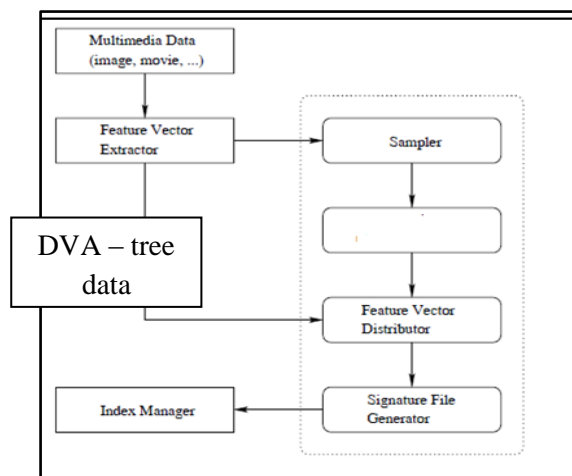 Multimedia Data
(image, movie, ...)
Feature Vector
Extractor
Sampler
DVA – tree
data
Feature Vector
Distributor
Signature File
Generator
Index Manager